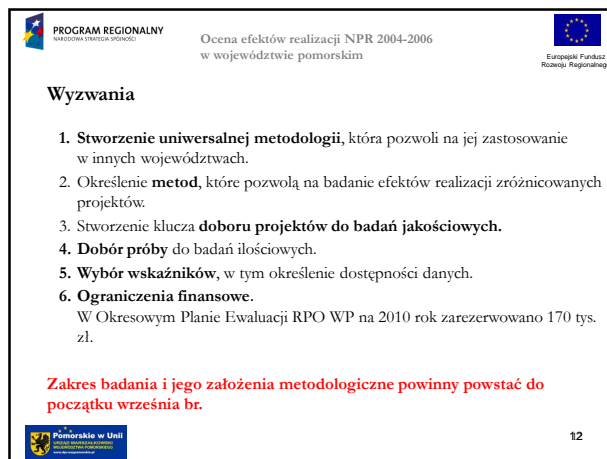 PROGRAM REGIONALNY
NARODOWA STRATEGIA SPÓJNOŚCI
Ocena efektów realizacji NPR 2004-2006
w województwie pomorskim
Europejski Fundusz
Rozwoju Regionalnego
Wyzwania
1. Stworzenie uniwersalnej metodologii, która pozwoli na jej zastosowanie
w innych województwach.
2. Określenie metod, które pozwolą na badanie efektów realizacji zróżnicowanych
projektów.
3. Stworzenie klucza doboru projektów do badań jakościowych.
4. Dobór próby do badań ilościowych.
5. Wybór wskaźników, w tym określenie dostępności danych.
6. Ograniczenia finansowe.
W Okresowym Planie Ewaluacji RPO WP na 2010 rok zarezerwowano 170 tys.
zł.
Zakres badania i jego założenia metodologiczne powinny powstać do
początku września br.
Pomorskie w Unii
URZĄD MARSZAŁKOWSKI
WOJEWÓDZTWA POMORSKIEGO
12